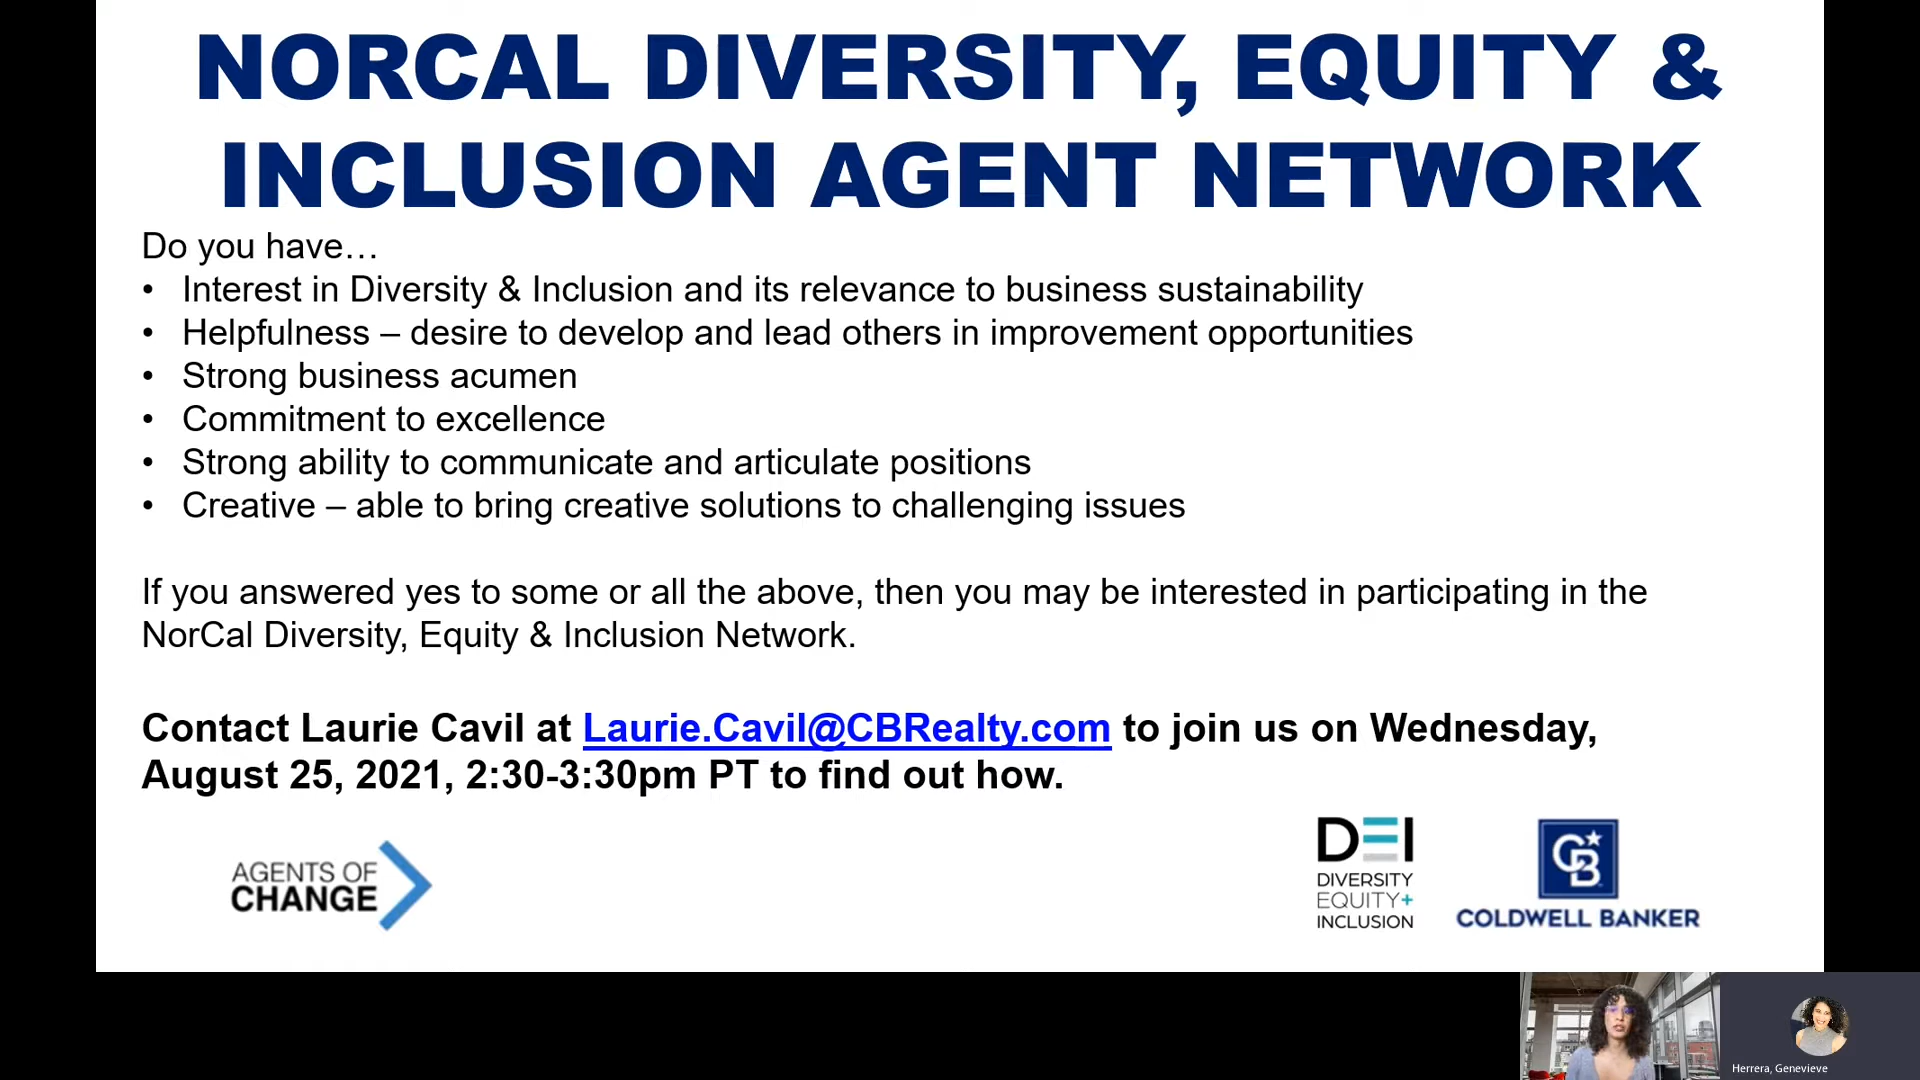 NORCAL DIVERSITY, EQUITY &
INCLUSION AGENT NETWORK
Do you have…
• Interest in Diversity & Inclusion and its relevance to business sustainability
• Helpfulness – desire to develop and lead others in improvement opportunities
• Strong business acumen
• Commitment to excellence
• Strong ability to communicate and articulate positions
• Creative – able to bring creative solutions to challenging issues
If you answered yes to some or all the above, then you may be interested in participating in the
NorCal Diversity, Equity & Inclusion Network.
Contact Laurie Cavil at Laurie.Cavil@CBRealty.com to join us on Wednesday,
August 25, 2021, 2:30-3:30pm PT to find out how.
AGENTS OF
CHANGE
DEI
DIVERSITY
EQUITY+
INCLUSION
CB
COLDWELL BANKER
Herrera, Genevieve